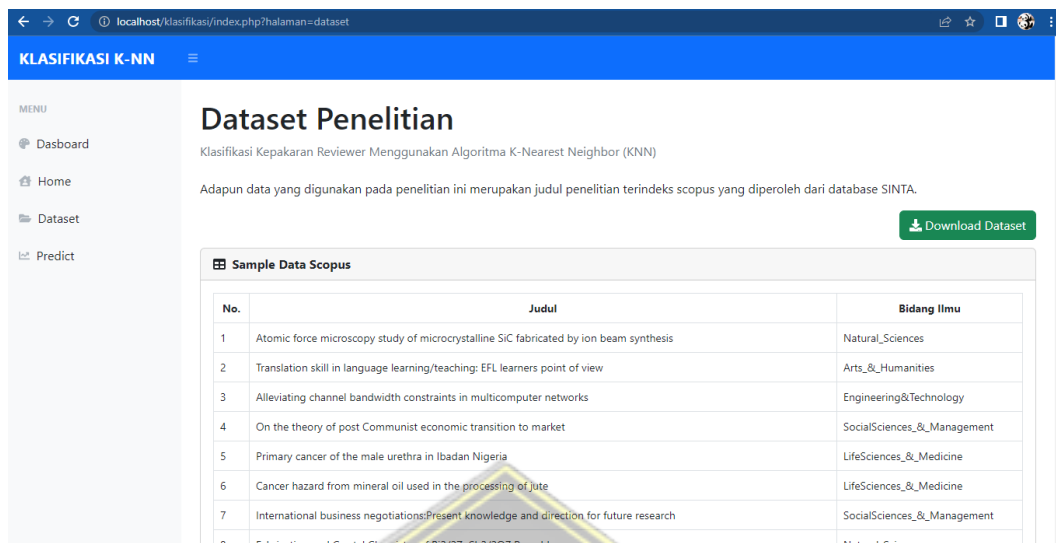 localhost/klasifikasi/index.php?halaman=dataset
KLASIFIKASI K-NN
MENU
Dasboard
Home
Dataset
Predict
Dataset Penelitian
Klasifikasi Kepakaran Reviewer Menggunakan Algoritma K-Nearest Neighbor (KNN)
Adapun data yang digunakan pada penelitian ini merupakan judul penelitian terindeks scopus yang diperoleh dari database SINTA.
Download Dataset
Sample Data Scopus
No. Judul Bidang Ilmu
1 Atomic force microscopy study of microcrystalline SiC fabricated by ion beam synthesis Natural_Sciences
2 Translation skill in language learning/teaching: EFL learners point of view Arts_&_Humanities
3 Alleviating channel bandwidth constraints in multicomputer networks Engineering&Technology
4 On the theory of post Communist economic transition to market SocialSciences_&_Management
5 Primary cancer of the male urethra in Ibadan Nigeria LifeSciences_&_Medicine
6 Cancer hazard from mineral oil used in the processing of jute LifeSciences_&_Medicine
7 International business negotiations:Present knowledge and direction for future research SocialSciences_&_Management